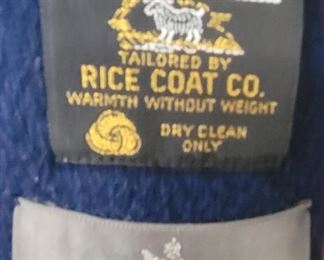 TAILORED BY
RICE COAT CO.
WARMTH WITHOUT WEIGHT
DRY CLEAN
ONLY